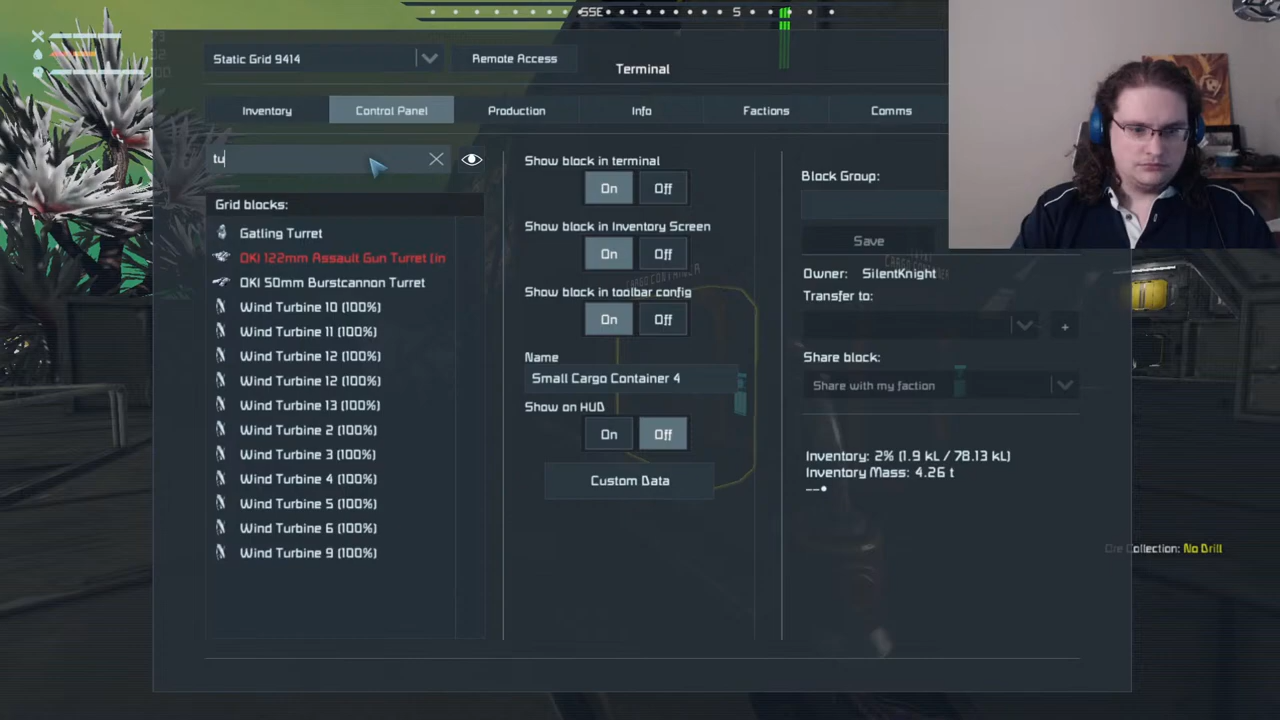 SSE
S
Static Grid 9414
Remote Access
Terminal
Inventory
Control Panel
Production
Info
Factions
Comms
tu
Grid blocks:
Gatling Turret
OKI 122mm Assault Gun Turret (in
OKI 50mm Burstcannon Turret
Wind Turbine 10 (100%)
Wind Turbine 11 (100%)
Wind Turbine 12 (100%)
Wind Turbine 12 (100%)
Wind Turbine 13 (100%)
Wind Turbine 2 (100%)
Wind Turbine 3 (100%)
Wind Turbine 4 (100%)
Wind Turbine 5 (100%)
Wind Turbine 6 (100%)
Wind Turbine 9 (100%)
Show block in terminal
On Off
Show block in Inventory Screen
On Off
Show block in toolbar config
On Off
Name
Small Cargo Container 4
Show on HUD
On Off
Custom Data
Block Group:
Save
Owner: SilentKnight
Transfer to:
+
Share block:
Share with my faction
Inventory: 2% (1.9 kL / 78.13 kL)
Inventory Mass: 4.26 t
Ore Collection: No Drill